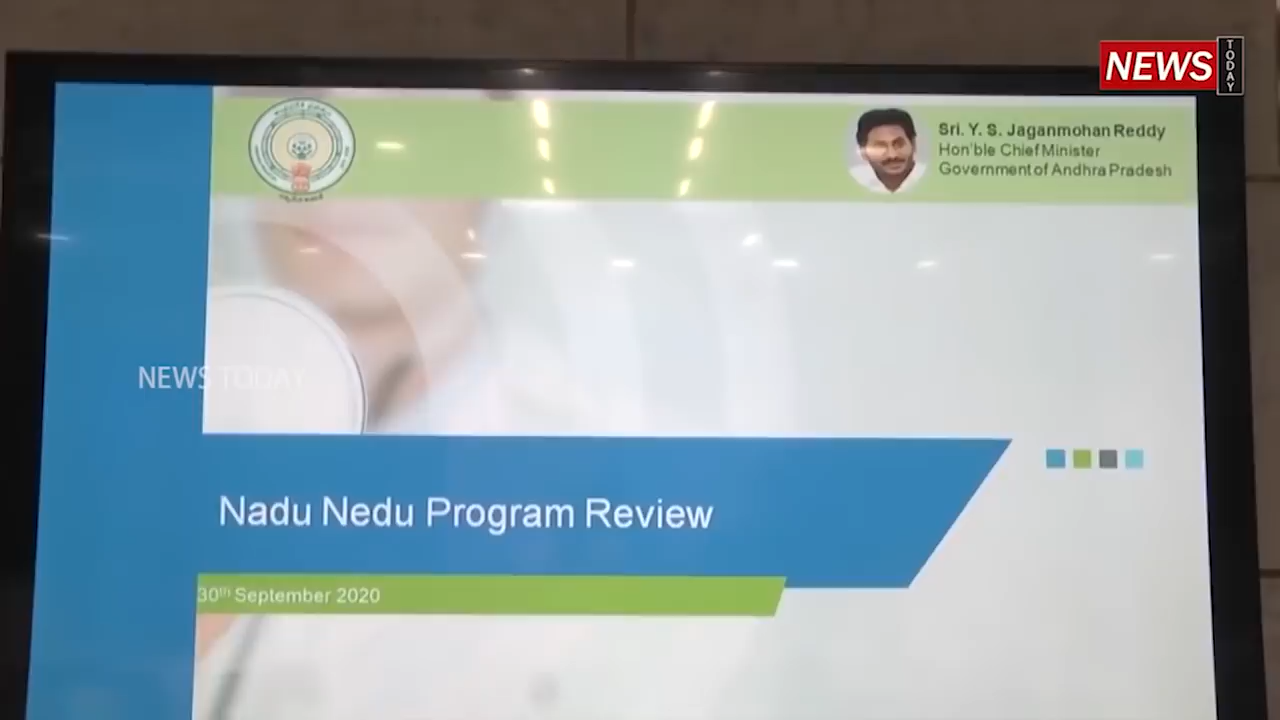 NEWS
TODAY
Sri. Y. S. Jaganmohan Reddy
Hon'ble Chief Minister
Government of Andhra Pradesh
NEWS TODAY
Nadu Nedu Program Review
30th September 2020